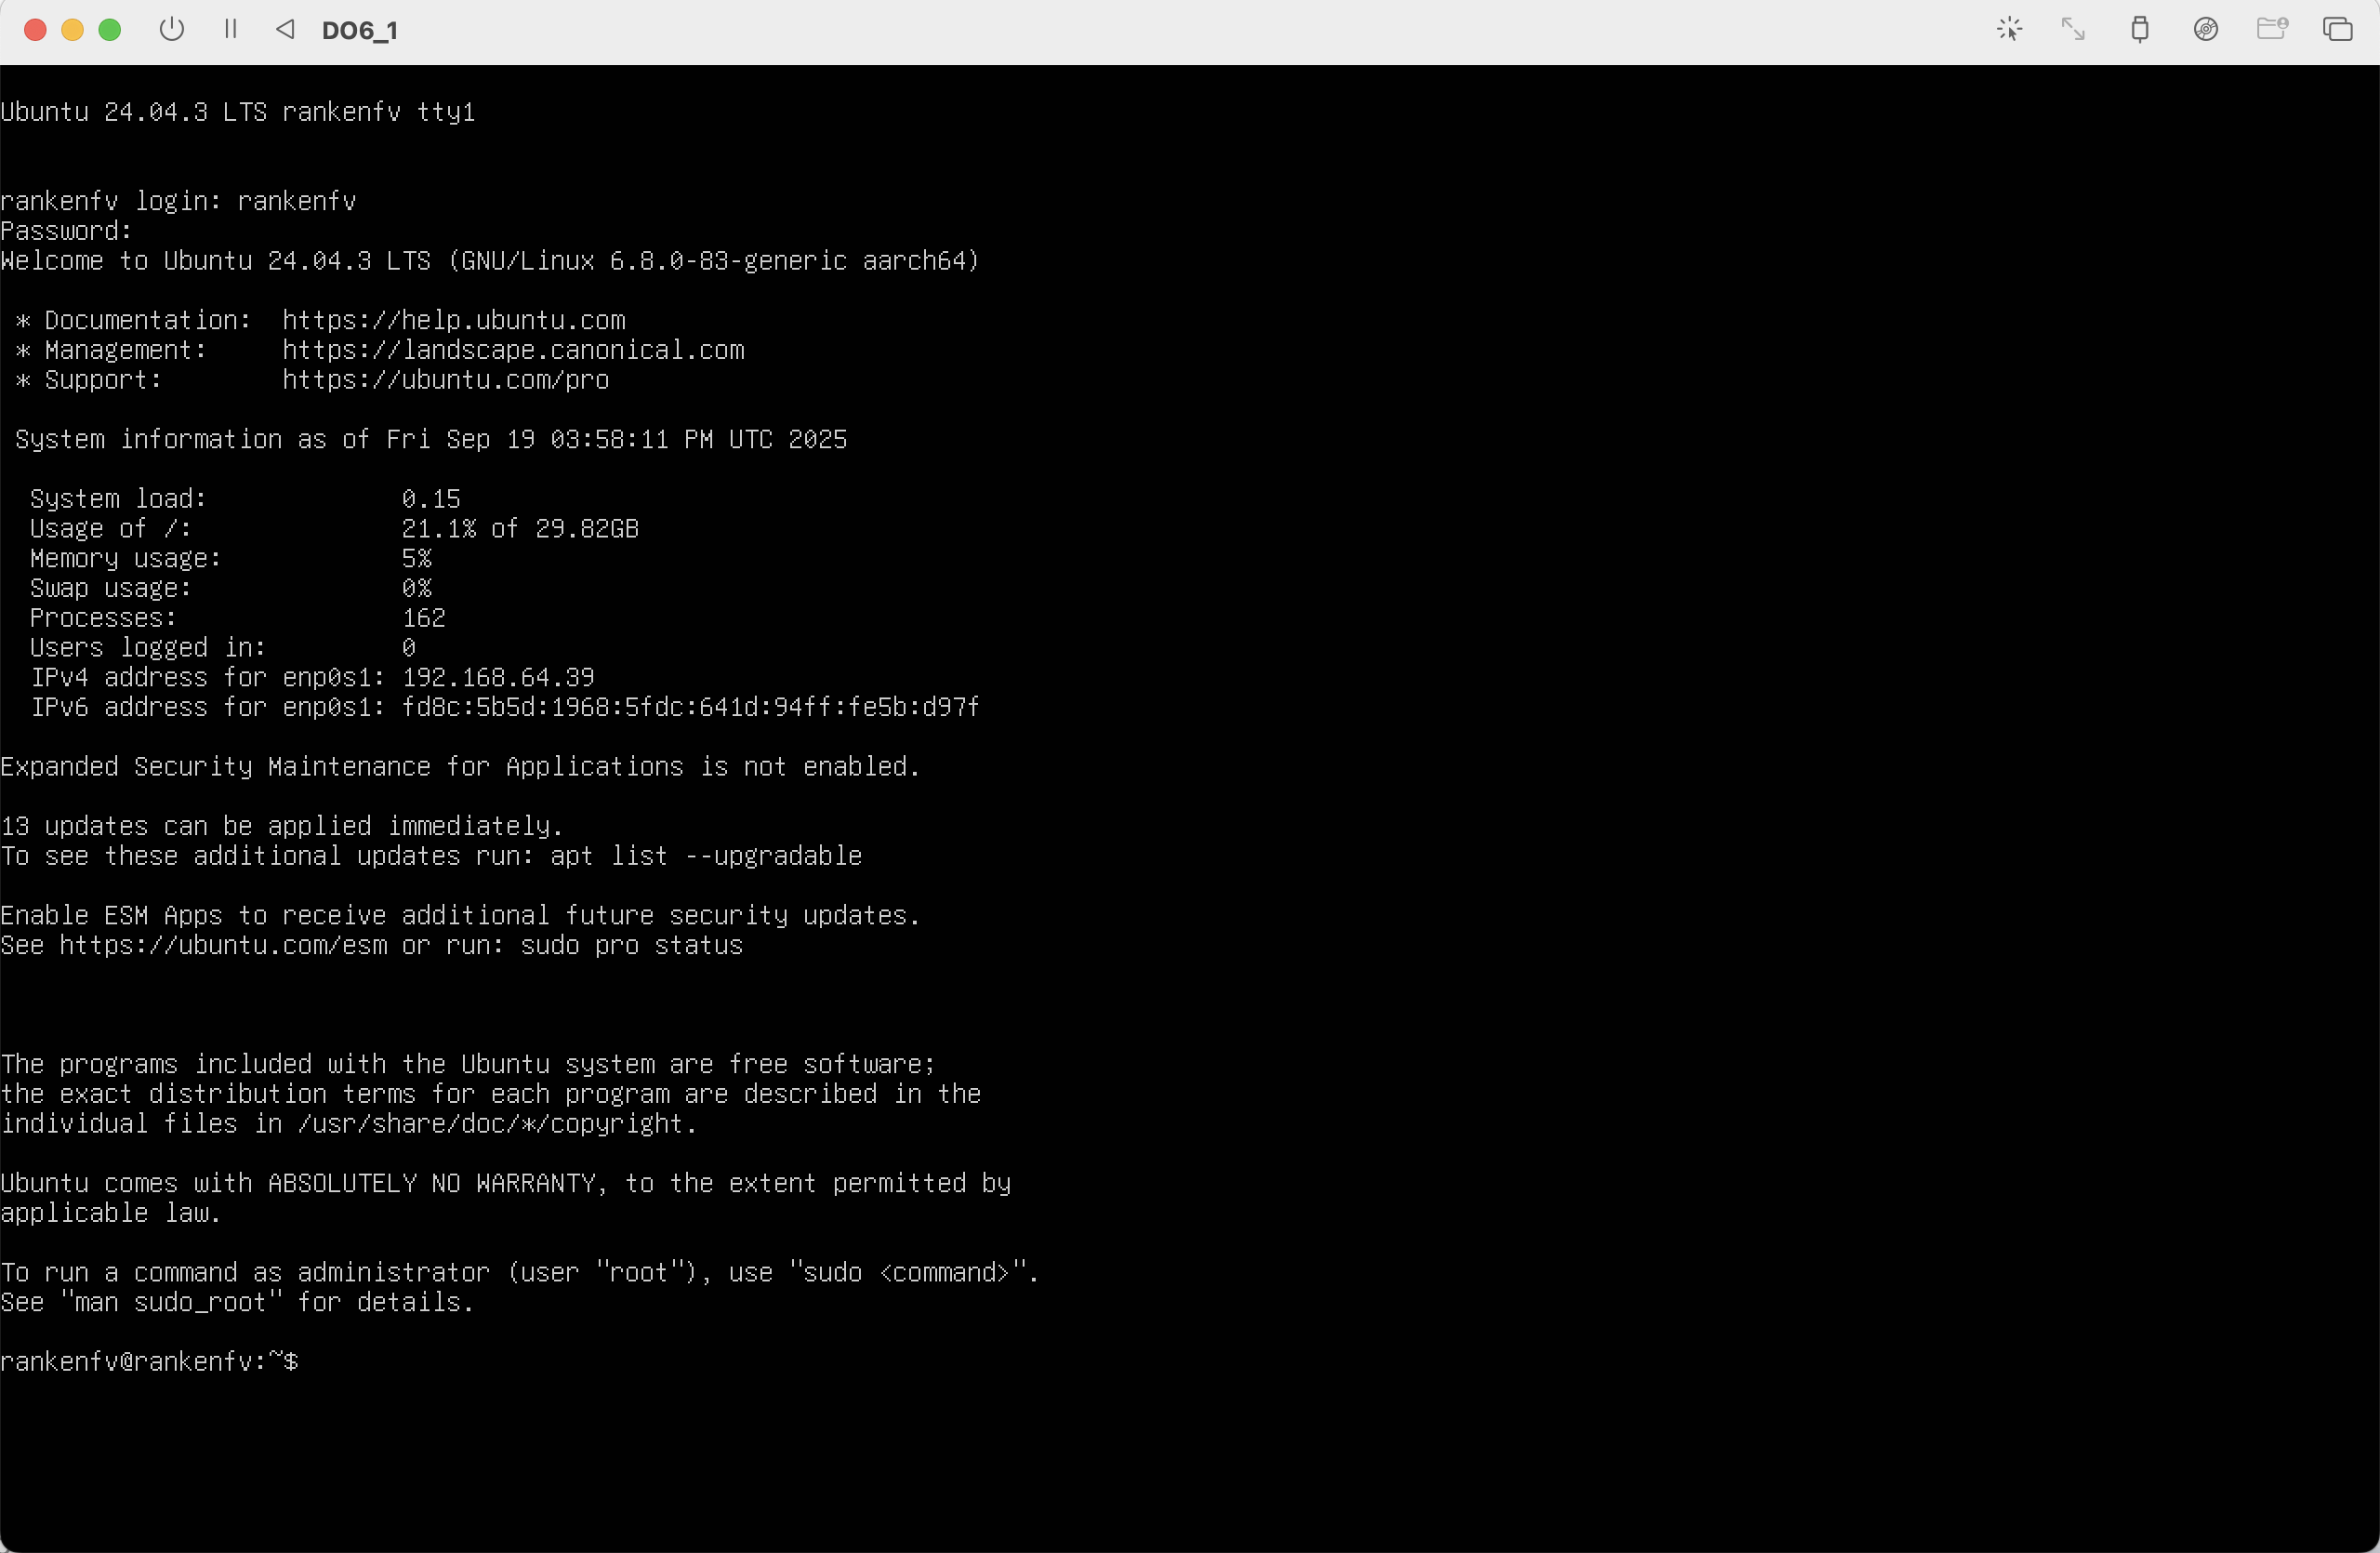 DO6_1
Ubuntu 24.04.3 LTS rankenfv tty1
rankenfv login: rankenfv
Password:
Welcome to Ubuntu 24.04.3 LTS (GNU/Linux 6.8.0-83-generic aarch64)
* Documentation:  https://help.ubuntu.com
* Management:     https://landscape.canonical.com
* Support:        https://ubuntu.com/pro
System information as of Fri Sep 19 03:58:11 PM UTC 2025
System load:             0.15
Usage of /:              21.1% of 29.82GB
Memory usage:            5%
Swap usage:              0%
Processes:               162
Users logged in:         0
IPv4 address for enp0s1: 192.168.64.39
IPv6 address for enp0s1: fd8c:5b5d:1968:5fdc:641d:94ff:fe5b:d97f
Expanded Security Maintenance for Applications is not enabled.
13 updates can be applied immediately.
To see these additional updates run: apt list --upgradable
Enable ESM Apps to receive additional future security updates.
See https://ubuntu.com/esm or run: sudo pro status
The programs included with the Ubuntu system are free software;
the exact distribution terms for each program are described in the
individual files in /usr/share/doc/*/copyright.
Ubuntu comes with ABSOLUTELY NO WARRANTY, to the extent permitted by
applicable law.
To run a command as administrator (user "root"), use "sudo <command>".
See "man sudo_root" for details.
rankenfv@rankenfv:~$